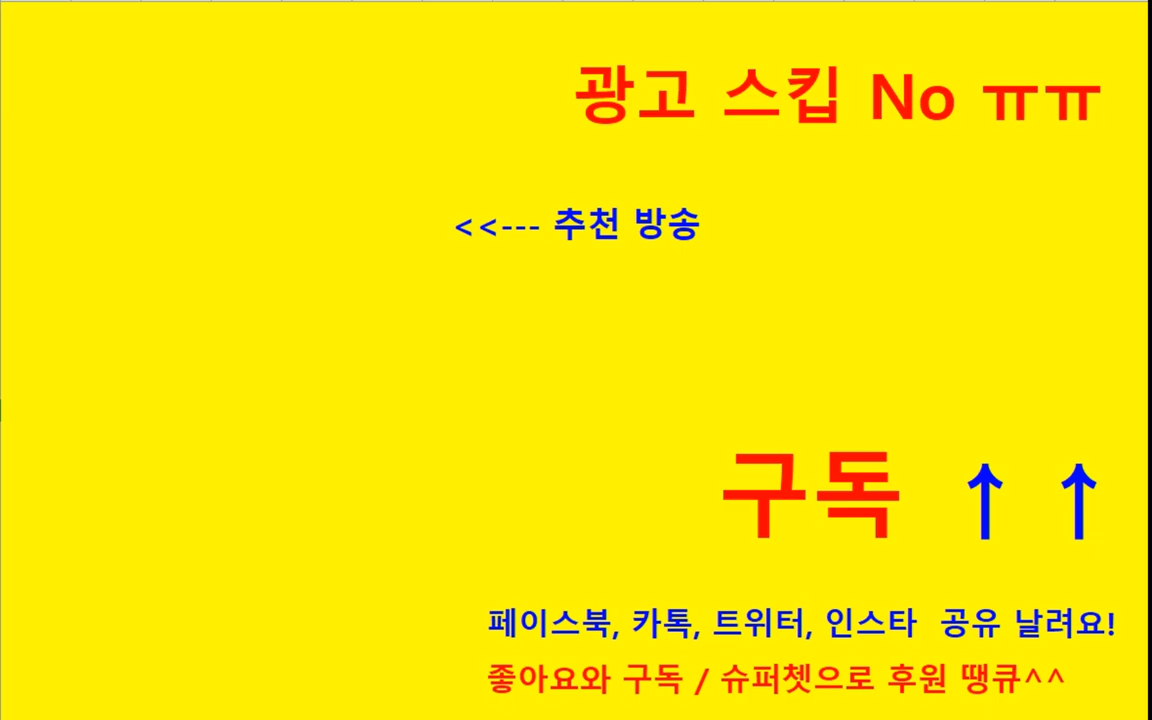 광고 스킵 No ㅠㅠ
<<--- 추천 방송
구독 ↑ ↑
페이스북, 카톡, 트위터, 인스타 공유 날려요!
좋아요와 구독 / 슈퍼쳇으로 후원 땡큐^^